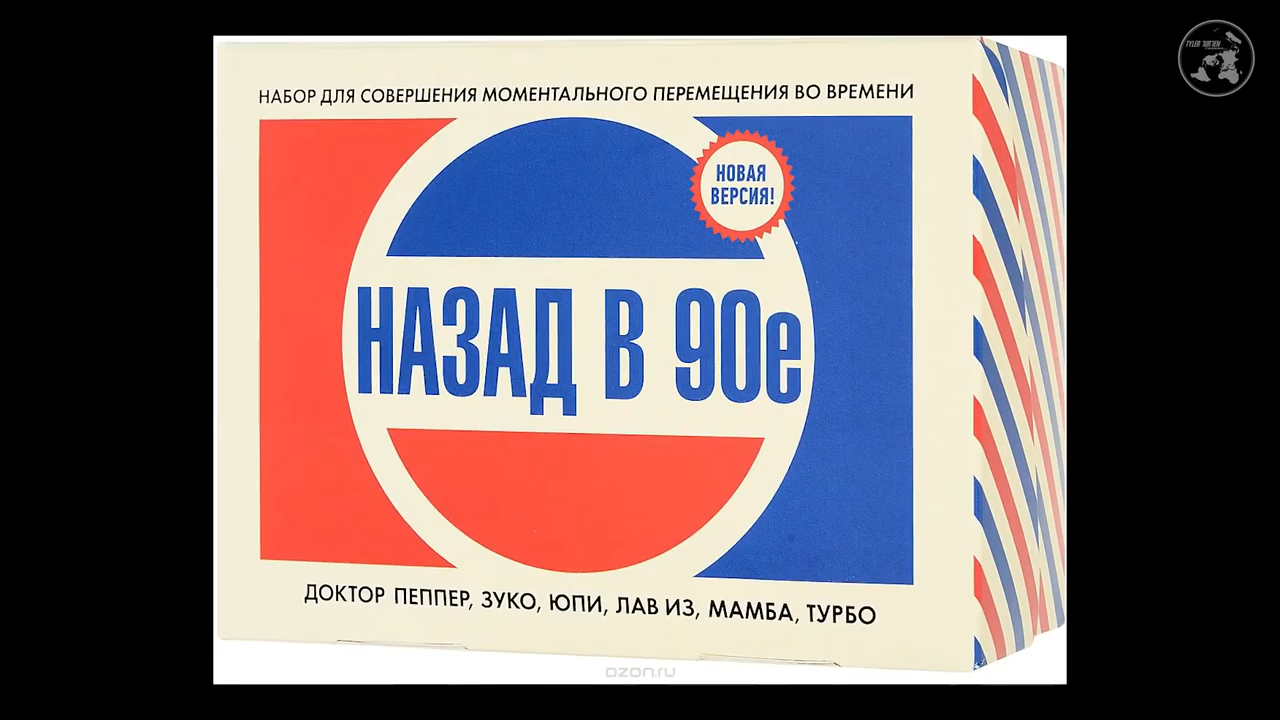 НАБОР ДЛЯ СОВЕРШЕНИЯ МОМЕНТАЛЬНОГО ПЕРЕМЕЩЕНИЯ ВО ВРЕМЕНИ
НОВАЯ
ВЕРСИЯ!
НАЗАД В 90е
ДОКТОР ПЕППЕР, ЗУКО, ЮПИ, ЛАВ ИЗ, МАМБА, ТУРБО
ozon.ru